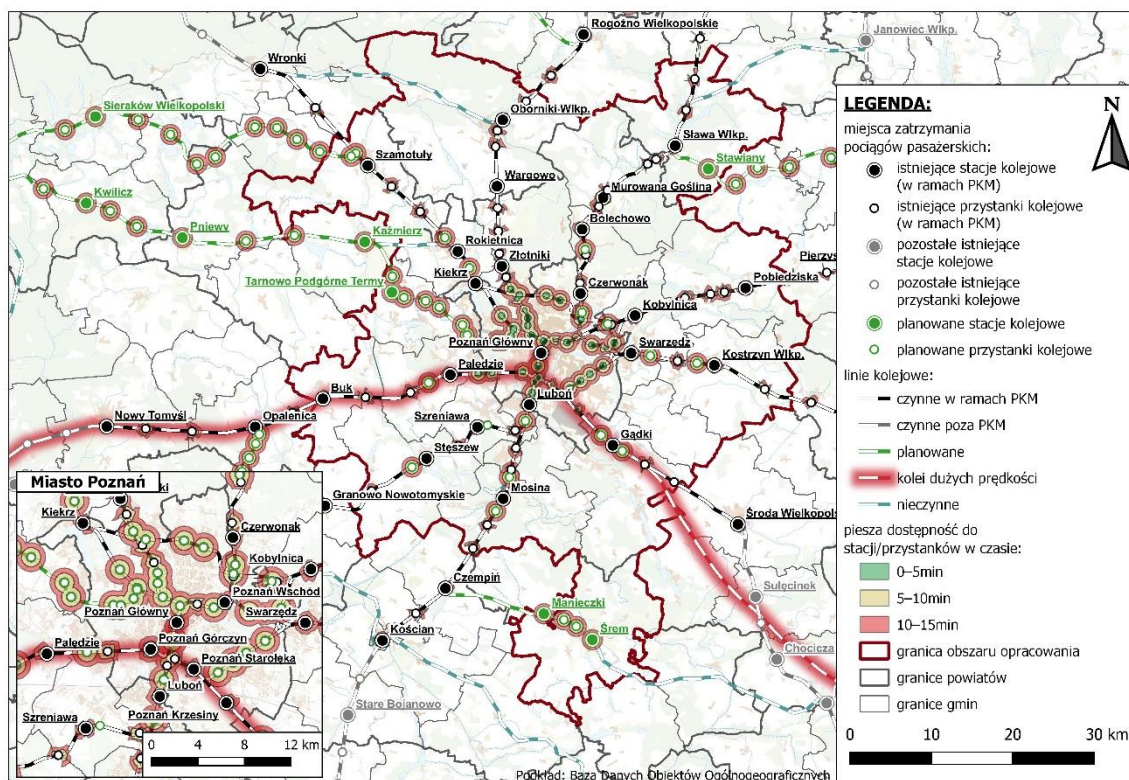 Rogoźno Wielkopolskie
Janowiec Wlkp.
Wronki
Sieraków Wielkopolski
Oborniki Wlkp.
Sława Wlkp.
Stawiany
Szamotuły
Wargowo
Kwilicz
Murowana Goślina
Bolechowo
Pniewy
Kaźmierz
Rokietnica
Złotniki
Kiekrz
Pobiedziska
Tarnowo Podgórne Termy
Czerwonak
Kobylnica
Poznań Główny
Swarzędz
Kostrzyn Wlkp.
Palędzie
Buk
Luboń
Nowy Tomyśl
Opalenica
Szreniawa
Gądki
Stęszew
Granowo Nowotomyskie
Mosina
Środa Wielkopols
Czempiń
Sulęcinek
Manieczki
Śrem
Kościan
Chocicza
Stare Bojanowo
Podkład: Baza Danych Obiektów Ogólnogeograficznych
Miasto Poznań
Kiekrz
Czerwonak
Kobylnica
Poznań Wschód
Poznań Główny
Swarzędz
Palędzie
Poznań Górczyn
Poznań Starołęka
Luboń
Poznań Krzesiny
Szreniawa
0 4 8 12 km
LEGENDA:
N
miejsca zatrzymania
pociągów pasażerskich:
istniejące stacje kolejowe
(w ramach PKM)
istniejące przystanki kolejowe
(w ramach PKM)
pozostałe istniejące
stacje kolejowe
pozostałe istniejące
przystanki kolejowe
planowane stacje kolejowe
planowane przystanki kolejowe
linie kolejowe:
czynne w ramach PKM
czynne poza PKM
planowane
kolei dużych prędkości
nieczynne
piesza dostępność do
stacji/przystanków w czasie:
0–5min
5–10min
10–15min
granica obszaru opracowania
granice powiatów
granice gmin
0 10 20 30 km